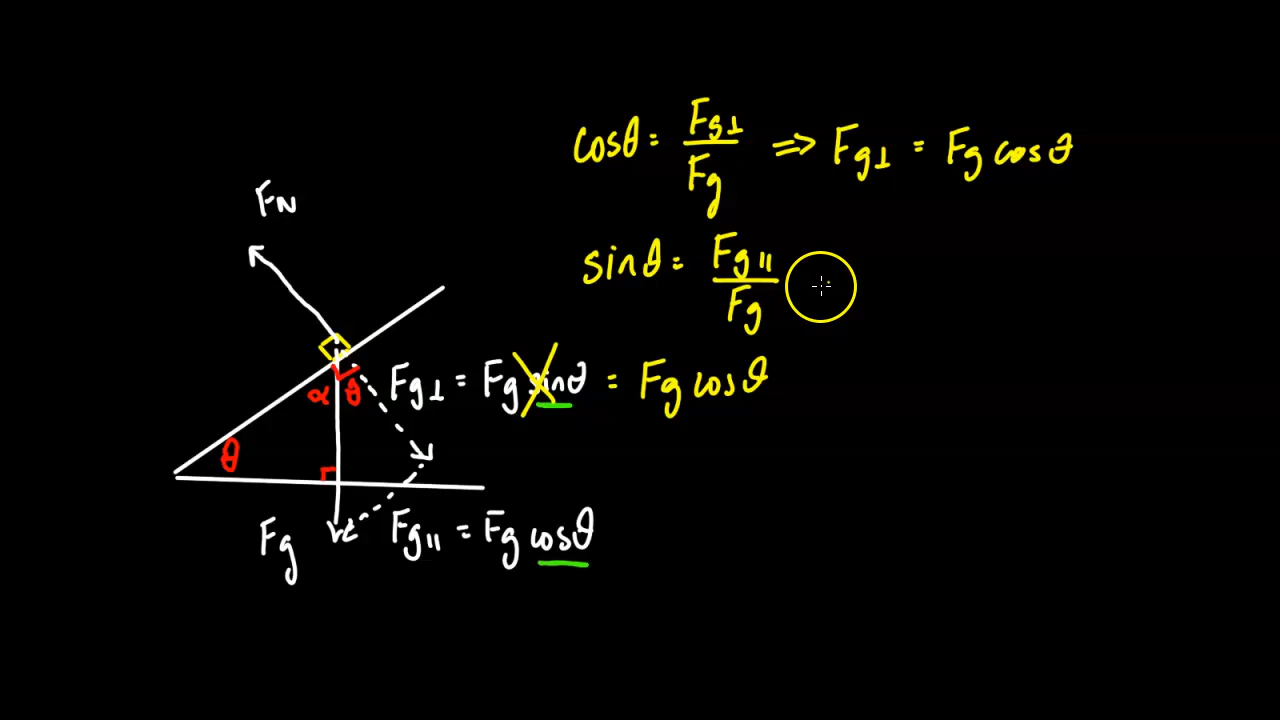 cosθ = Fg⊥ / Fg ⇒ Fg⊥ = Fg cosθ
FN
sinθ = Fg∥ / Fg
Fg⊥ = Fg sinθ = Fg cosθ
α θ
θ
Fg
Fg∥ = Fg cosθ